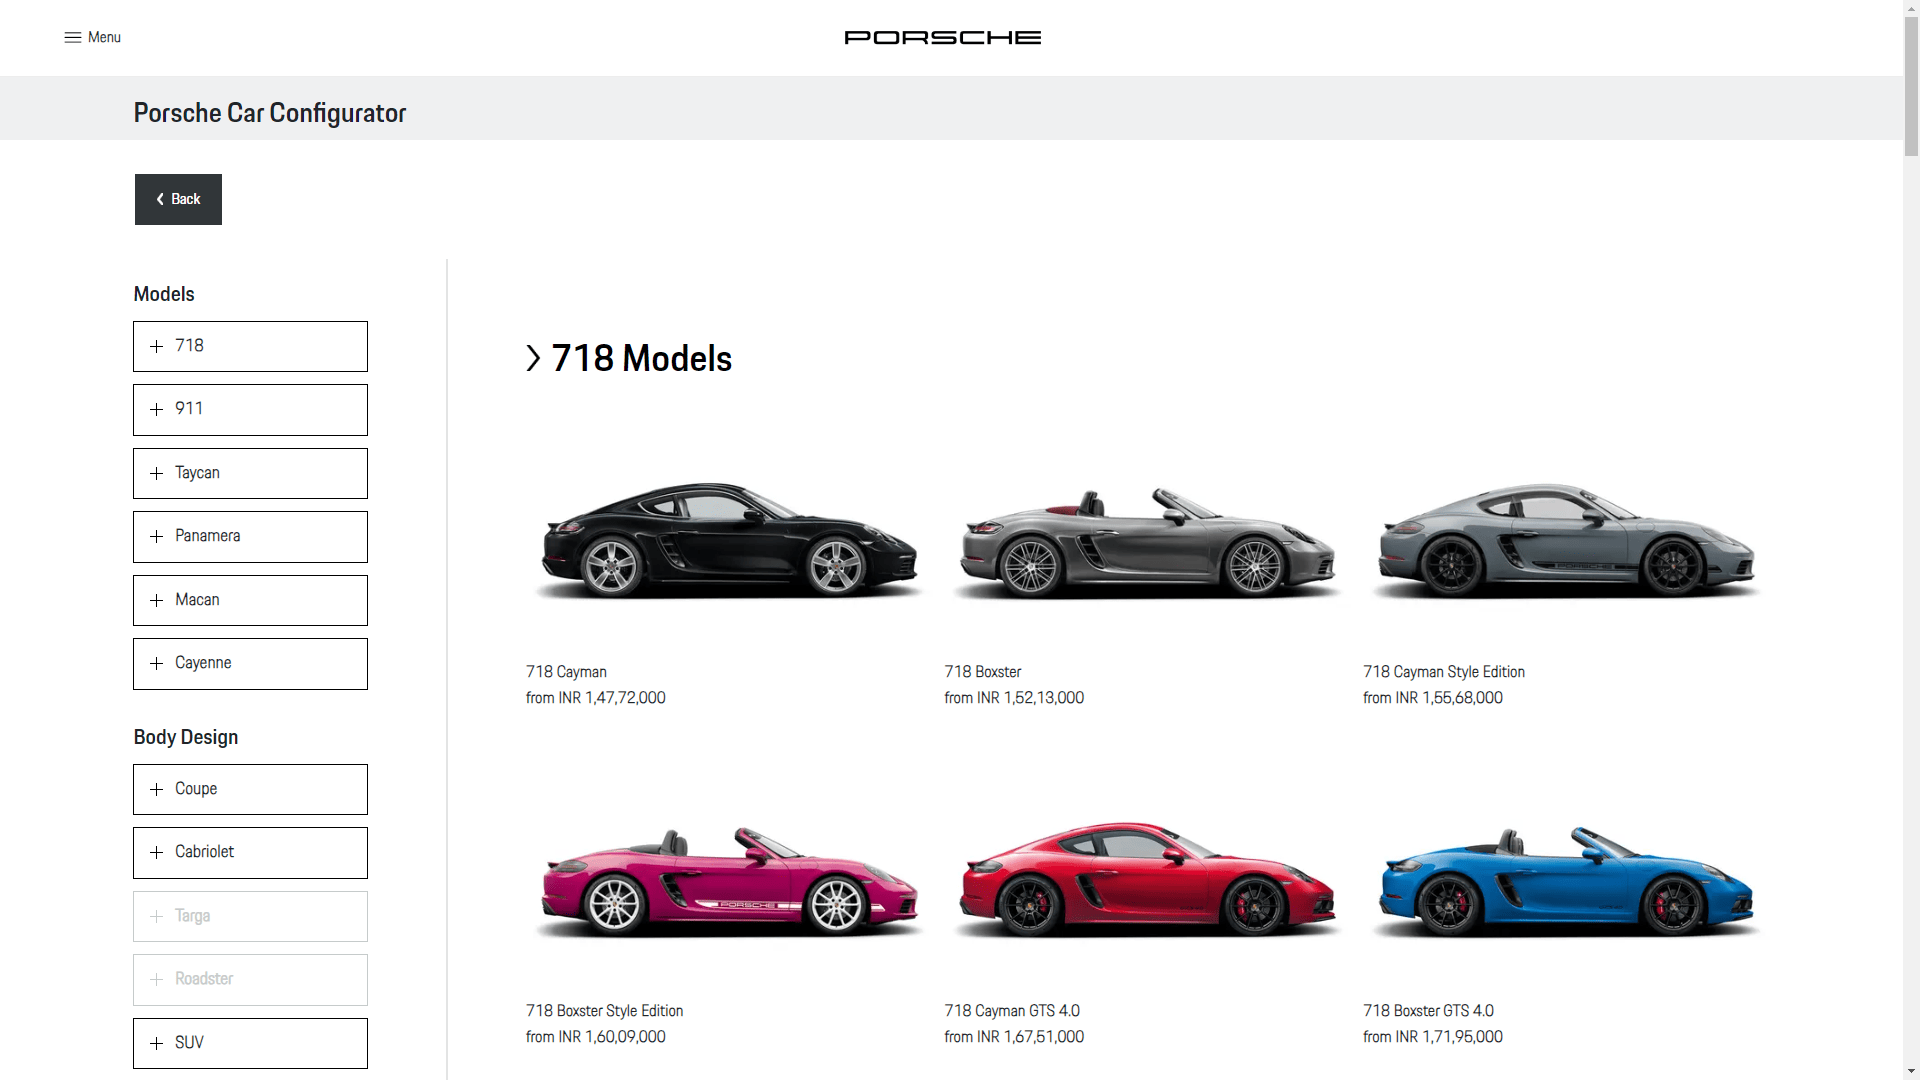 Menu
PORSCHE
Porsche Car Configurator
Back
Models
718
911
Taycan
Panamera
Macan
Cayenne
Body Design
Coupe
Cabriolet
Targa
Roadster
SUV
718 Models
PORSCHE
718 Cayman
from INR 1,47,72,000
718 Boxster
from INR 1,52,13,000
718 Cayman Style Edition
from INR 1,55,68,000
PORSCHE
718 Boxster Style Edition
from INR 1,60,09,000
718 Cayman GTS 4.0
from INR 1,67,51,000
718 Boxster GTS 4.0
from INR 1,71,95,000